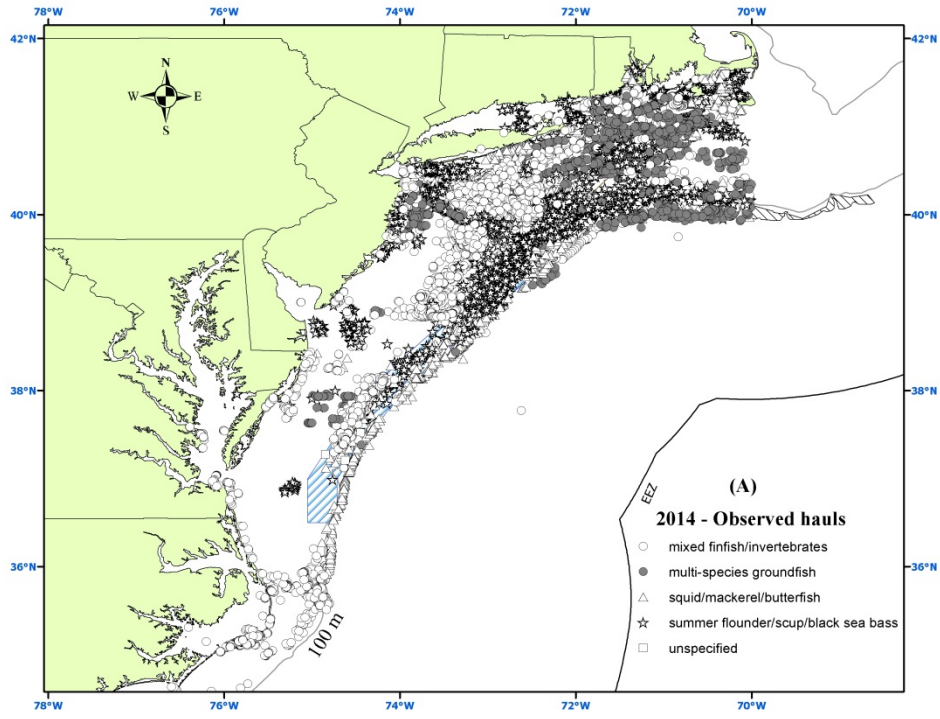 78°W 76°W 74°W 72°W 70°W
42°N 42°N
N
W E
S
40°N 40°N
38°N 38°N
EEZ
(A)
2014 - Observed hauls
mixed finfish/invertebrates
multi-species groundfish
36°N 36°N
squid/mackerel/butterfish
summer flounder/scup/black sea bass
100 m
unspecified
78°W 76°W 74°W 72°W 70°W